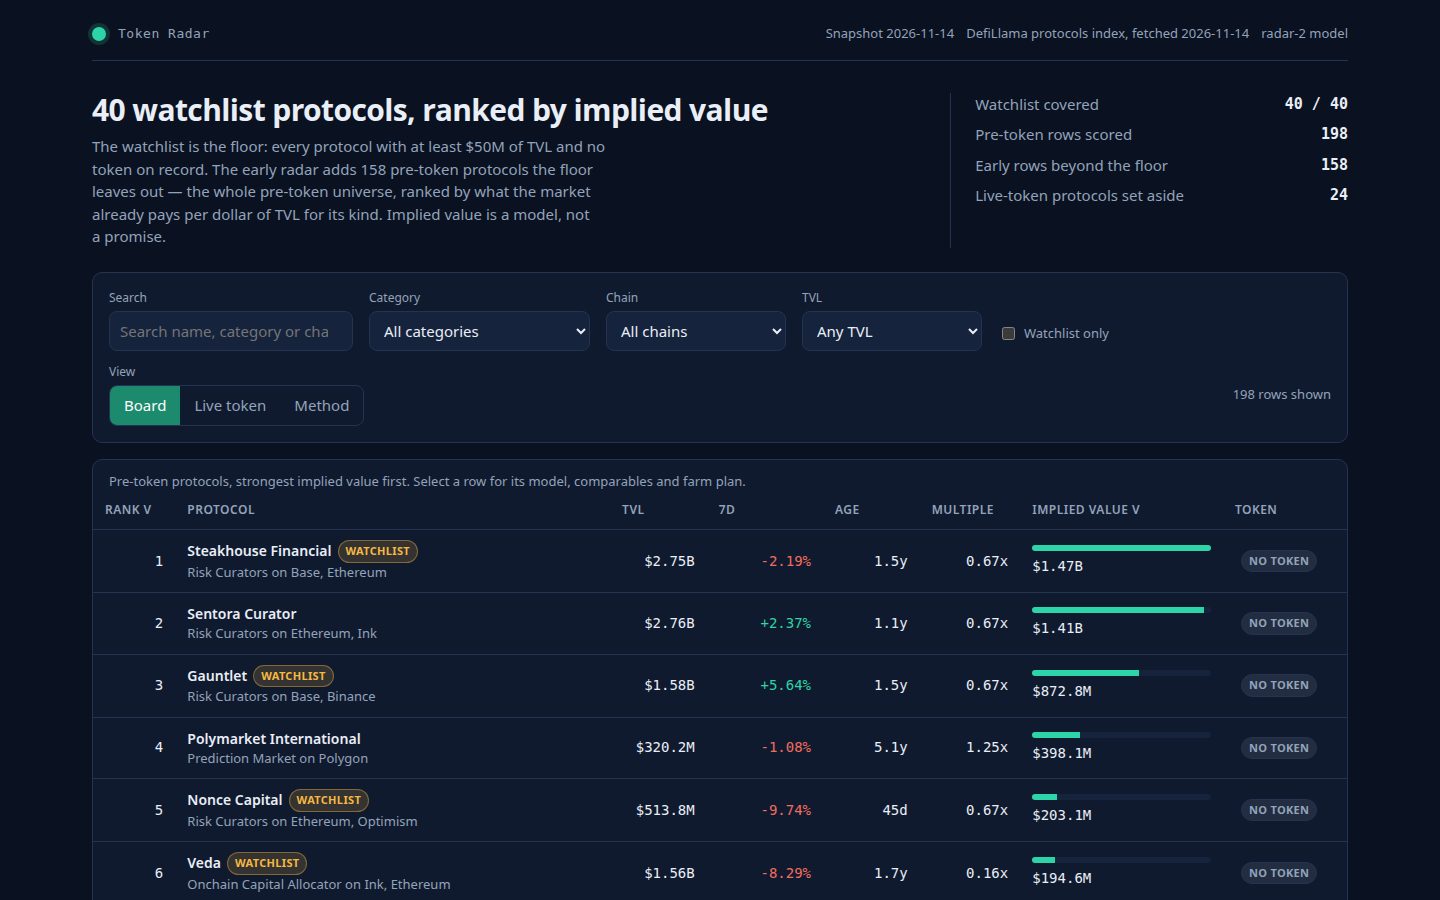 Token Radar
Snapshot 2026-11-14 DefiLlama protocols index, fetched 2026-11-14 radar-2 model
40 watchlist protocols, ranked by implied value
The watchlist is the floor: every protocol with at least $50M of TVL and no
token on record. The early radar adds 158 pre-token protocols the floor
leaves out — the whole pre-token universe, ranked by what the market
already pays per dollar of TVL for its kind. Implied value is a model, not
a promise.
Watchlist covered 40 / 40
Pre-token rows scored 198
Early rows beyond the floor 158
Live-token protocols set aside 24
Search Category Chain TVL
Search name, category or cha All categories All chains Any TVL Watchlist only
View
Board Live token Method 198 rows shown
Pre-token protocols, strongest implied value first. Select a row for its model, comparables and farm plan.
RANK V PROTOCOL TVL 7D AGE MULTIPLE IMPLIED VALUE V TOKEN
1 Steakhouse Financial WATCHLIST $2.75B -2.19% 1.5y 0.67x $1.47B NO TOKEN
Risk Curators on Base, Ethereum
2 Sentora Curator $2.76B +2.37% 1.1y 0.67x $1.41B NO TOKEN
Risk Curators on Ethereum, Ink
3 Gauntlet WATCHLIST $1.58B +5.64% 1.5y 0.67x $872.8M NO TOKEN
Risk Curators on Base, Binance
4 Polymarket International $320.2M -1.08% 5.1y 1.25x $398.1M NO TOKEN
Prediction Market on Polygon
5 Nonce Capital WATCHLIST $513.8M -9.74% 45d 0.67x $203.1M NO TOKEN
Risk Curators on Ethereum, Optimism
6 Veda WATCHLIST $1.56B -8.29% 1.7y 0.16x $194.6M NO TOKEN
Onchain Capital Allocator on Ink, Ethereum